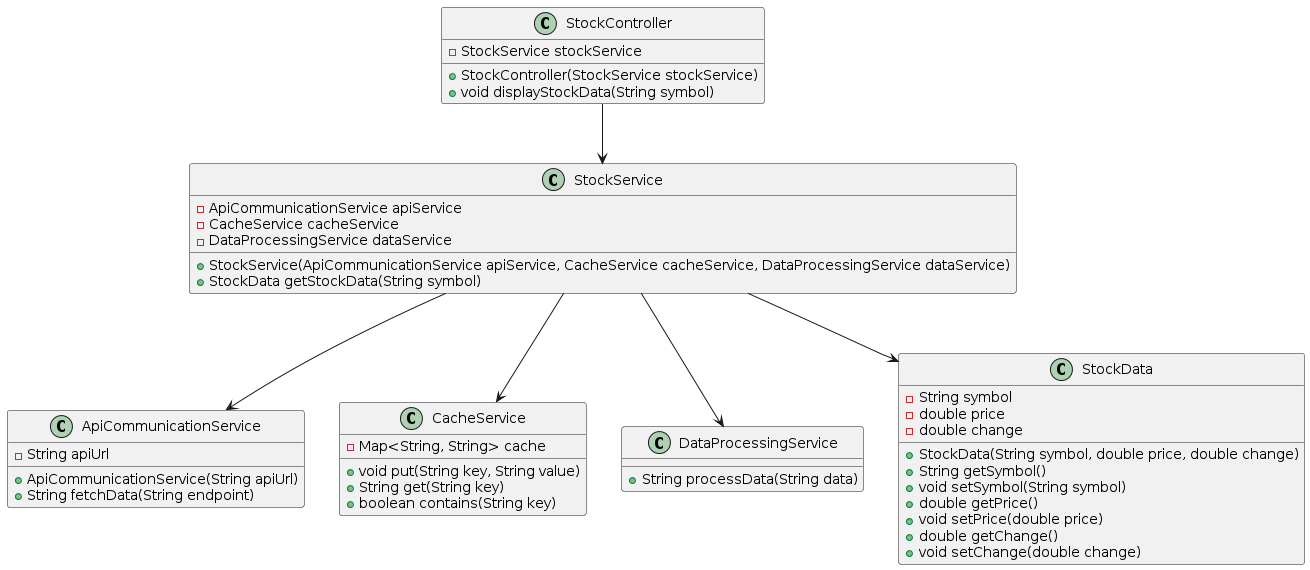 C StockController
StockService stockService
StockController(StockService stockService)
void displayStockData(String symbol)
C StockService
ApiCommunicationService apiService
CacheService cacheService
DataProcessingService dataService
StockService(ApiCommunicationService apiService, CacheService cacheService, DataProcessingService dataService)
StockData getStockData(String symbol)
C ApiCommunicationService
String apiUrl
ApiCommunicationService(String apiUrl)
String fetchData(String endpoint)
C CacheService
Map<String, String> cache
void put(String key, String value)
String get(String key)
boolean contains(String key)
C DataProcessingService
String processData(String data)
C StockData
String symbol
double price
double change
StockData(String symbol, double price, double change)
String getSymbol()
void setSymbol(String symbol)
double getPrice()
void setPrice(double price)
double getChange()
void setChange(double change)